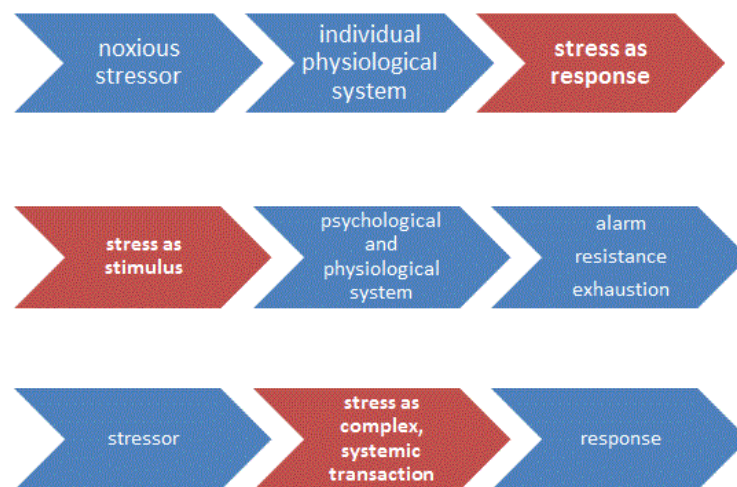 noxious
stressor
individual
physiological
system
stress as
response
stress as
stimulus
psychological
and
physiological
system
alarm
resistance
exhaustion
stressor
stress as
complex,
systemic
transaction
response